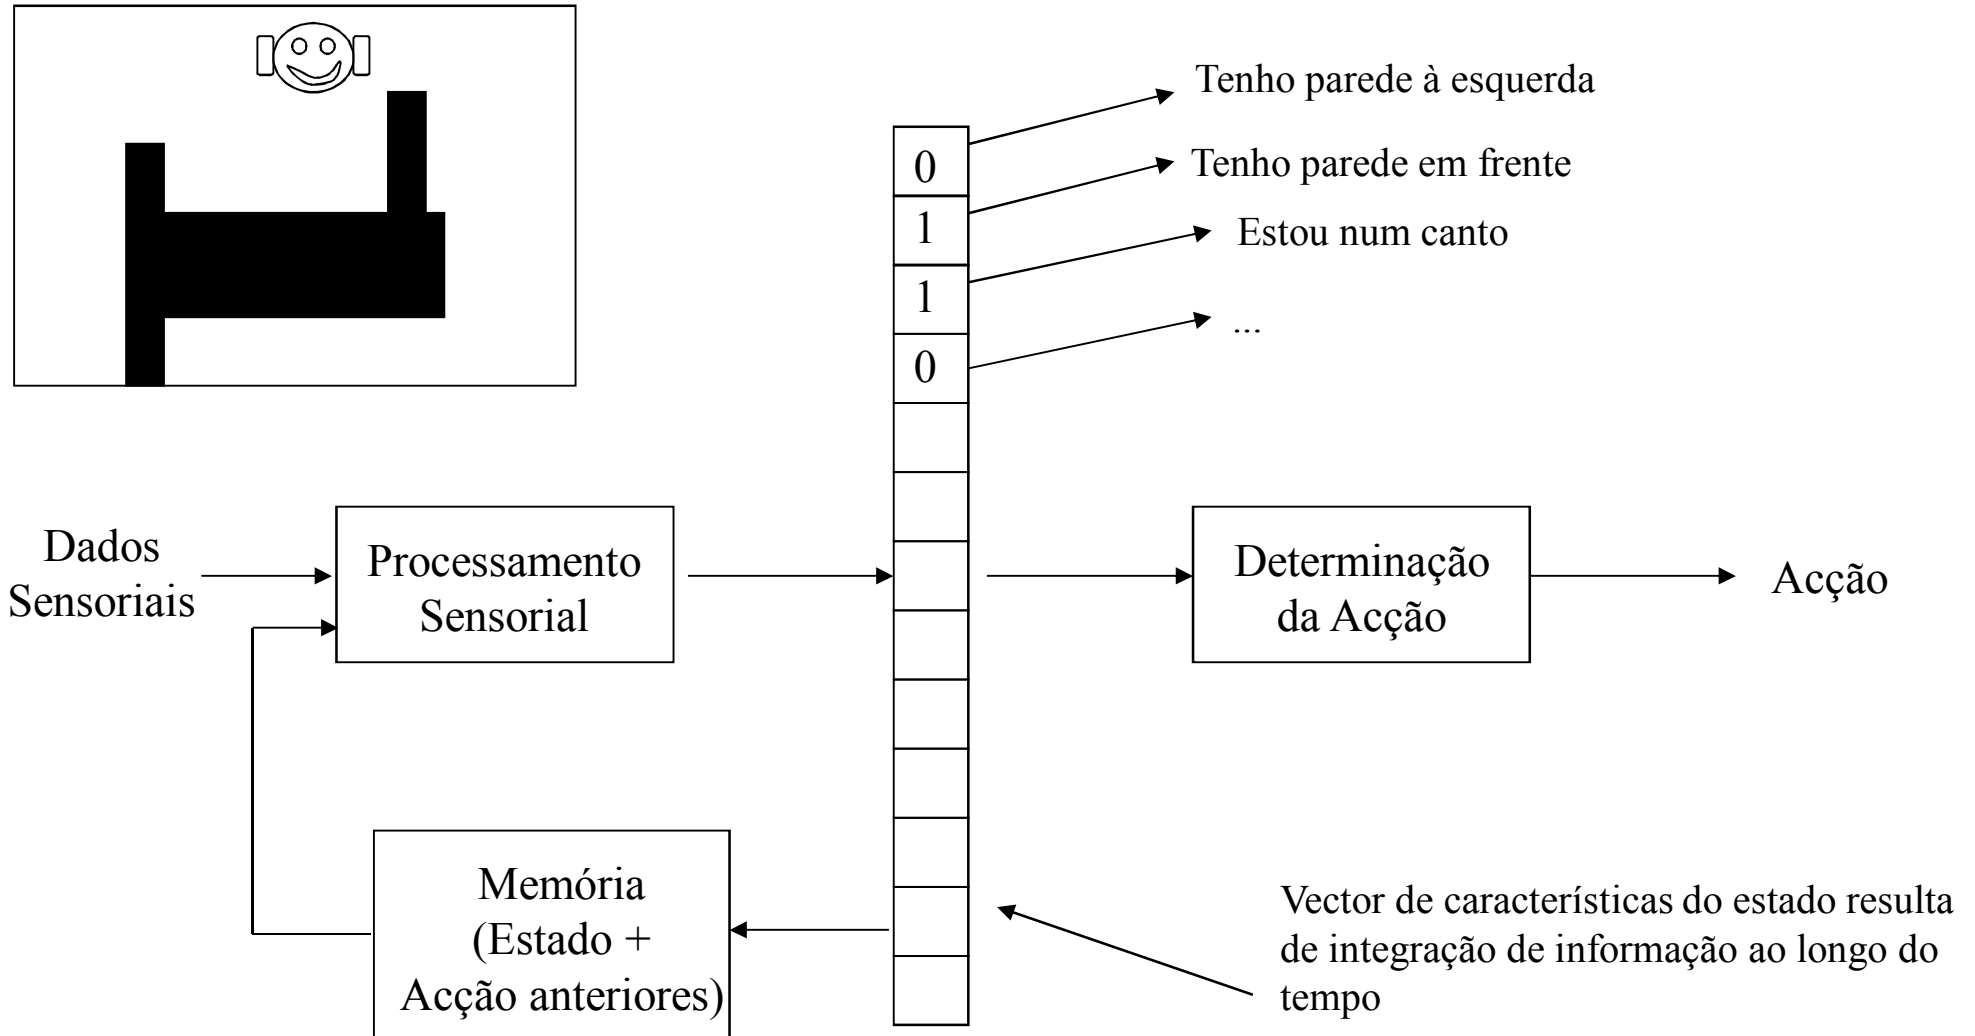 Tenho parede à esquerda
Tenho parede em frente
Estou num canto
...
0
1
1
0
Dados
Sensoriais
Processamento
Sensorial
Determinação
da Acção
Acção
Memória
(Estado +
Acção anteriores)
Vector de características do estado resulta
de integração de informação ao longo do
tempo